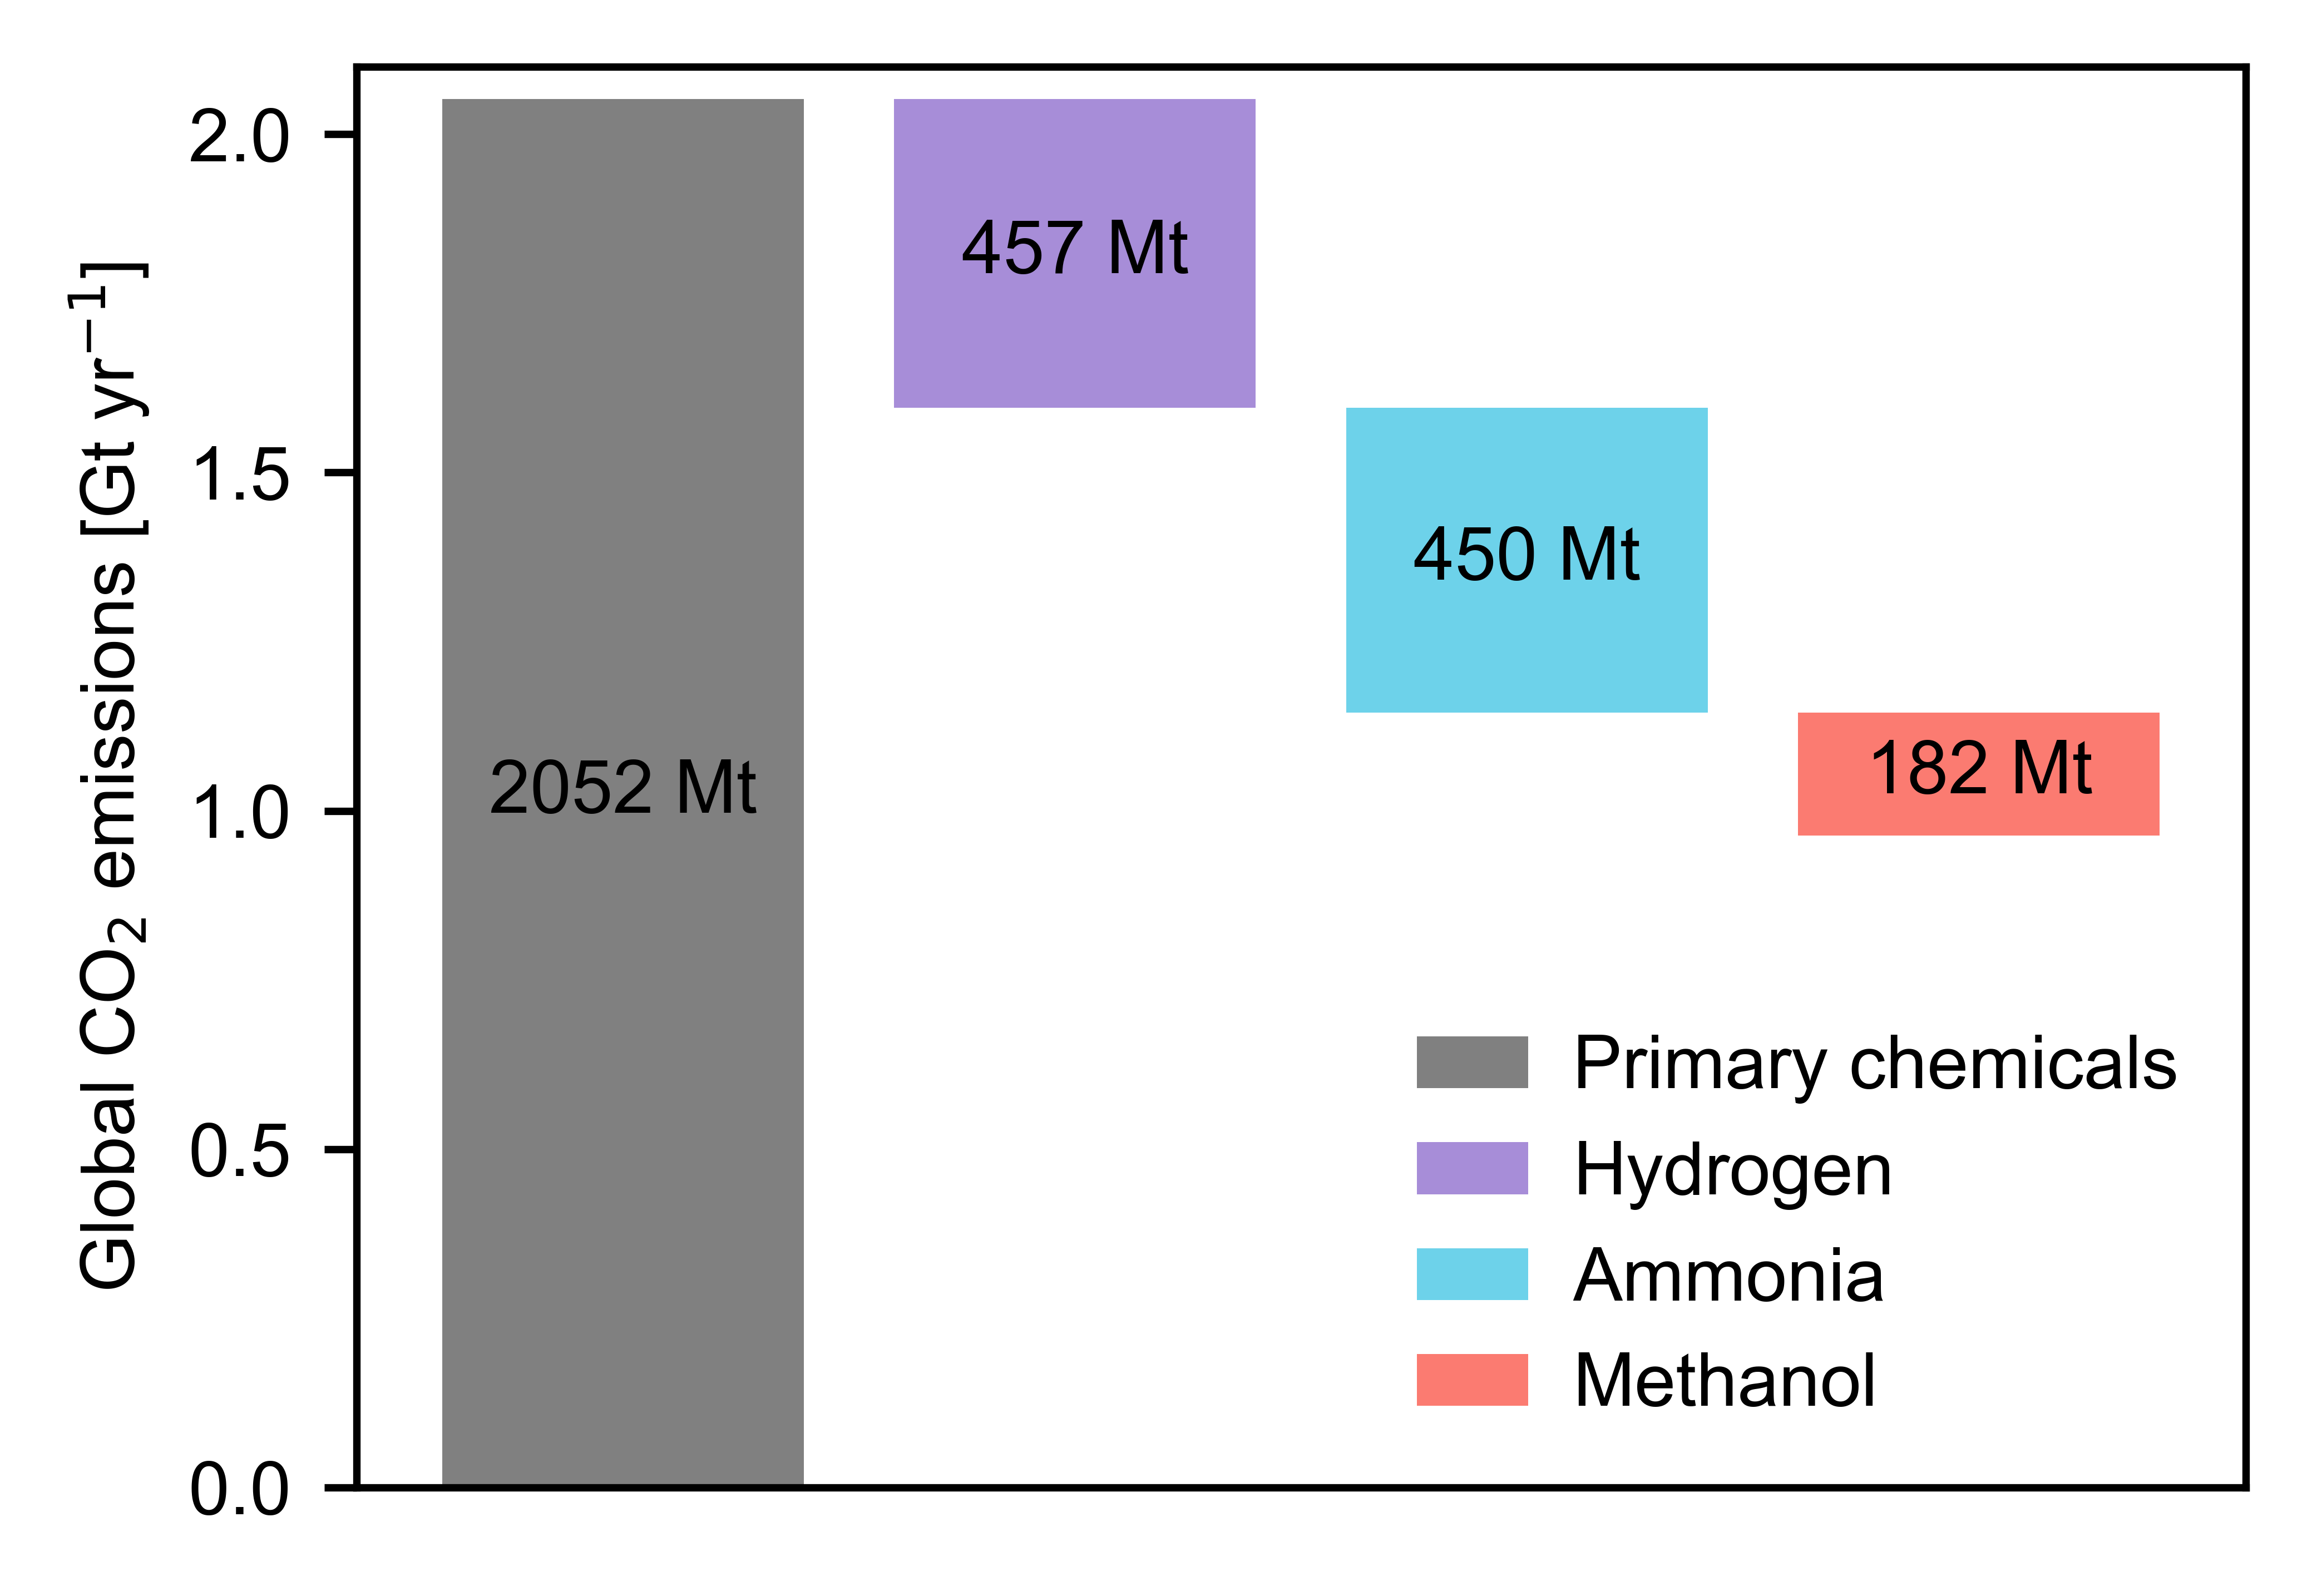 Global CO₂ emissions [Gt yr⁻¹]
2.0
1.5
1.0
0.5
0.0
2052 Mt
457 Mt
450 Mt
182 Mt
Primary chemicals
Hydrogen
Ammonia
Methanol